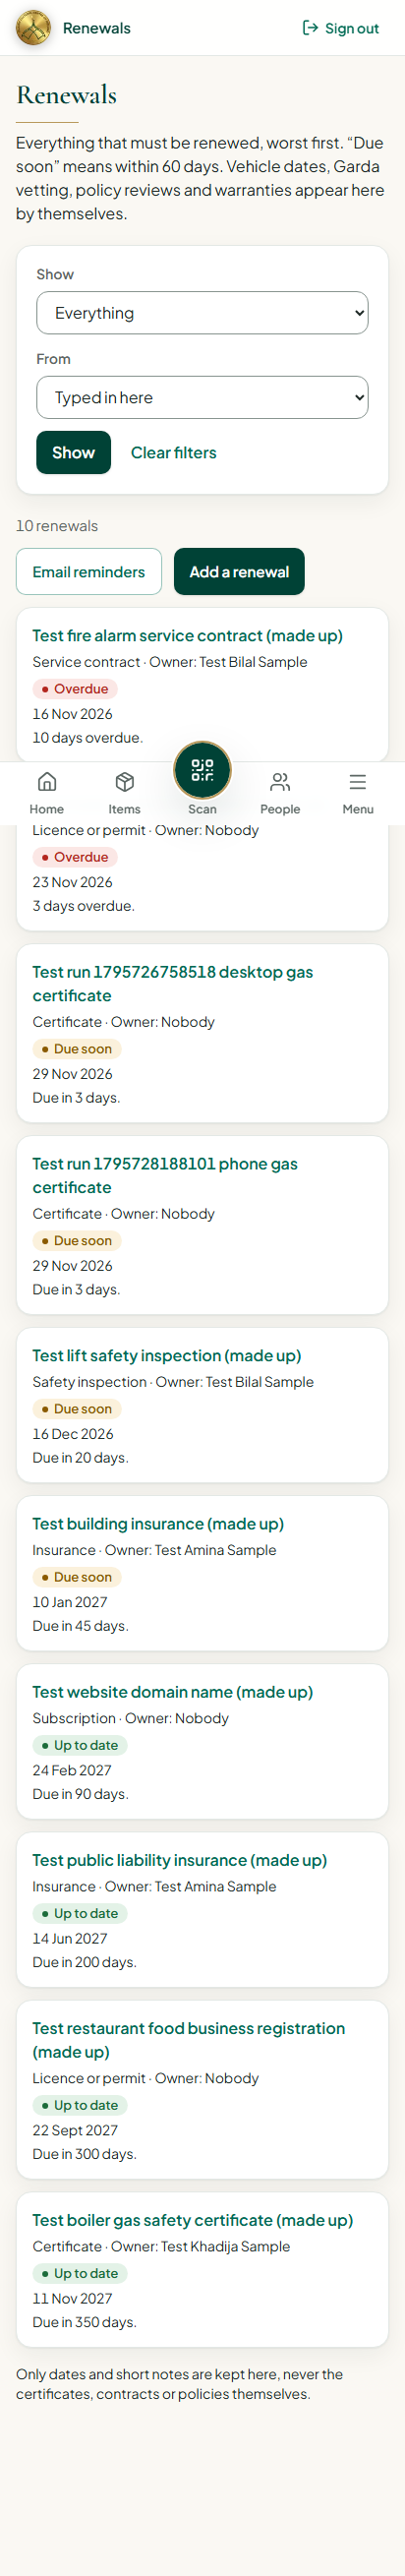 Renewals
Sign out
Renewals
Everything that must be renewed, worst first. “Due
soon” means within 60 days. Vehicle dates, Garda
vetting, policy reviews and warranties appear here
by themselves.
Show
Everything
From
Typed in here
Show
Clear filters
10 renewals
Email reminders
Add a renewal
Test fire alarm service contract (made up)
Service contract · Owner: Test Bilal Sample
Overdue
16 Nov 2026
10 days overdue.
Home
Items
Scan
People
Menu
Licence or permit · Owner: Nobody
Overdue
23 Nov 2026
3 days overdue.
Test run 1795726758518 desktop gas
certificate
Certificate · Owner: Nobody
Due soon
29 Nov 2026
Due in 3 days.
Test run 1795728188101 phone gas
certificate
Certificate · Owner: Nobody
Due soon
29 Nov 2026
Due in 3 days.
Test lift safety inspection (made up)
Safety inspection · Owner: Test Bilal Sample
Due soon
16 Dec 2026
Due in 20 days.
Test building insurance (made up)
Insurance · Owner: Test Amina Sample
Due soon
10 Jan 2027
Due in 45 days.
Test website domain name (made up)
Subscription · Owner: Nobody
Up to date
24 Feb 2027
Due in 90 days.
Test public liability insurance (made up)
Insurance · Owner: Test Amina Sample
Up to date
14 Jun 2027
Due in 200 days.
Test restaurant food business registration
(made up)
Licence or permit · Owner: Nobody
Up to date
22 Sept 2027
Due in 300 days.
Test boiler gas safety certificate (made up)
Certificate · Owner: Test Khadija Sample
Up to date
11 Nov 2027
Due in 350 days.
Only dates and short notes are kept here, never the
certificates, contracts or policies themselves.